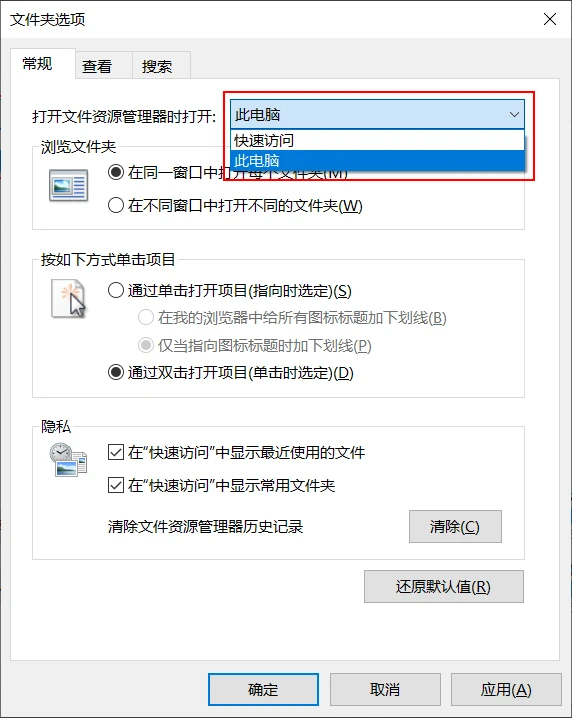 文件夹选项
常规
查看
搜索
打开文件资源管理器时打开:
此电脑
快速访问
此电脑
浏览文件夹
在同一窗口中打开每个文件夹(M)
在不同窗口中打开不同的文件夹(W)
按如下方式单击项目
通过单击打开项目(指向时选定)(S)
在我的浏览器中给所有图标标题加下划线(B)
仅当指向图标标题时加下划线(P)
通过双击打开项目(单击时选定)(D)
隐私
在“快速访问”中显示最近使用的文件
在“快速访问”中显示常用文件夹
清除文件资源管理器历史记录
清除(C)
还原默认值(R)
确定
取消
应用(A)